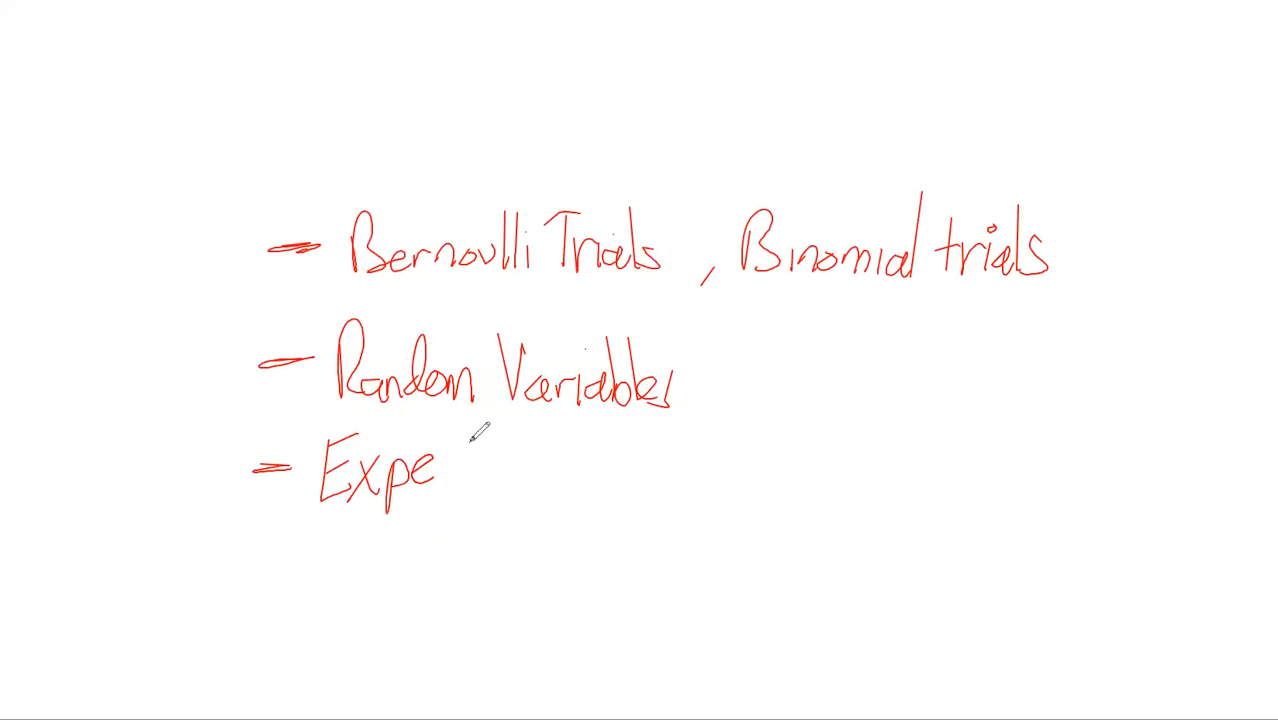 - Bernoulli Trials , Binomial trials
- Random Variables
- Expe